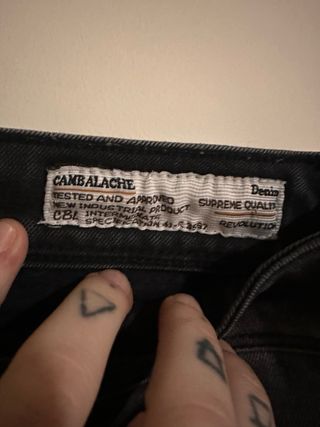 CAMBALACHE Denim
TESTED AND APPROVED SUPREME QUALITY
NEW INDUSTRIAL PRODUCT
CBL REVOLUTION